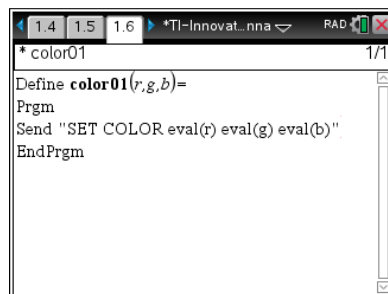 1.4 1.5 1.6 *TI-Innovat...nna RAD
* color01 1/1
Define color01(r,g,b)=
Prgm
Send "SET COLOR eval(r) eval(g) eval(b)"
EndPrgm